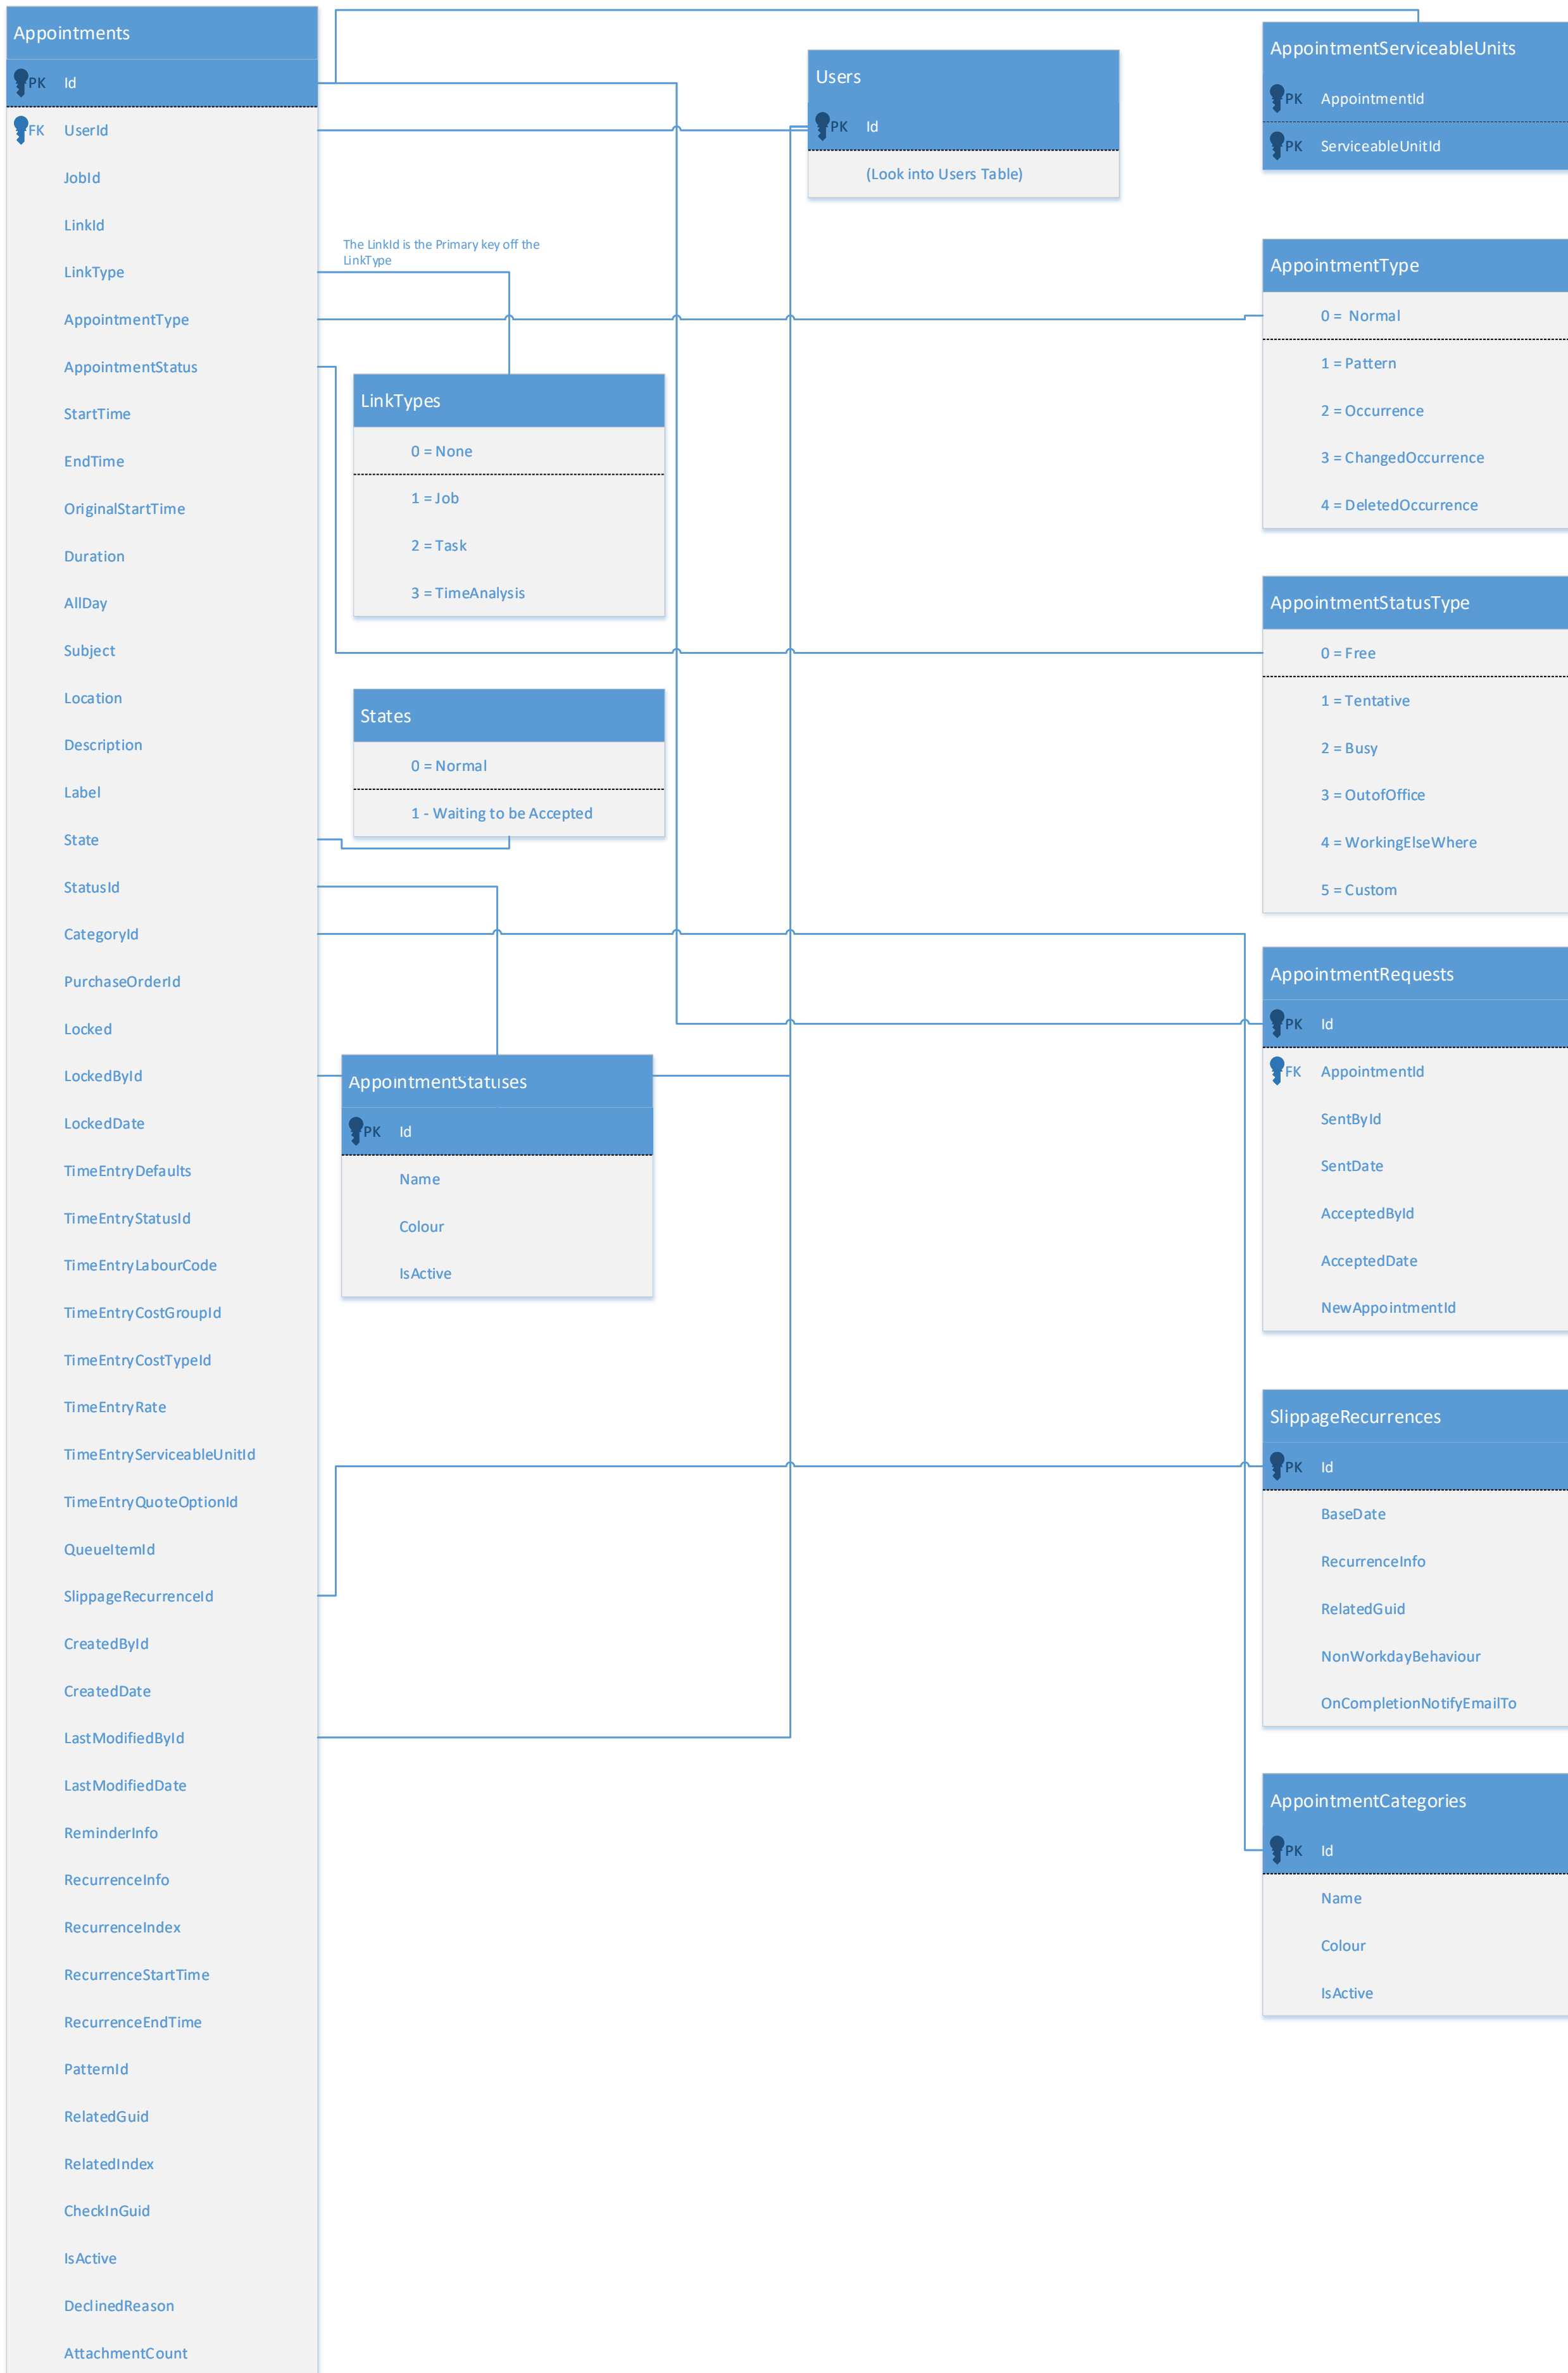 Appointments
PK Id
FK UserId
JobId
LinkId
LinkType
AppointmentType
AppointmentStatus
StartTime
EndTime
OriginalStartTime
Duration
AllDay
Subject
Location
Description
Label
State
StatusId
CategoryId
PurchaseOrderId
Locked
LockedById
LockedDate
TimeEntryDefaults
TimeEntryStatusId
TimeEntryLabourCode
TimeEntryCostGroupId
TimeEntryCostTypeId
TimeEntryRate
TimeEntryServiceableUnitId
TimeEntryQuoteOptionId
QueueItemId
SlippageRecurrenceId
CreatedById
CreatedDate
LastModifiedById
LastModifiedDate
ReminderInfo
RecurrenceInfo
RecurrenceIndex
RecurrenceStartTime
RecurrenceEndTime
PatternId
RelatedGuid
RelatedIndex
CheckInGuid
IsActive
DeclinedReason
AttachmentCount
The LinkId is the Primary key off the
LinkType
LinkTypes
0 = None
1 = Job
2 = Task
3 = TimeAnalysis
States
0 = Normal
1 - Waiting to be Accepted
AppointmentStatuses
PK Id
Name
Colour
IsActive
Users
PK Id
(Look into Users Table)
AppointmentServiceableUnits
PK AppointmentId
PK ServiceableUnitId
AppointmentType
0 = Normal
1 = Pattern
2 = Occurrence
3 = ChangedOccurrence
4 = DeletedOccurrence
AppointmentStatusType
0 = Free
1 = Tentative
2 = Busy
3 = OutofOffice
4 = WorkingElseWhere
5 = Custom
AppointmentRequests
PK Id
FK AppointmentId
SentById
SentDate
AcceptedById
AcceptedDate
NewAppointmentId
SlippageRecurrences
PK Id
BaseDate
RecurrenceInfo
RelatedGuid
NonWorkdayBehaviour
OnCompletionNotifyEmailTo
AppointmentCategories
PK Id
Name
Colour
IsActive